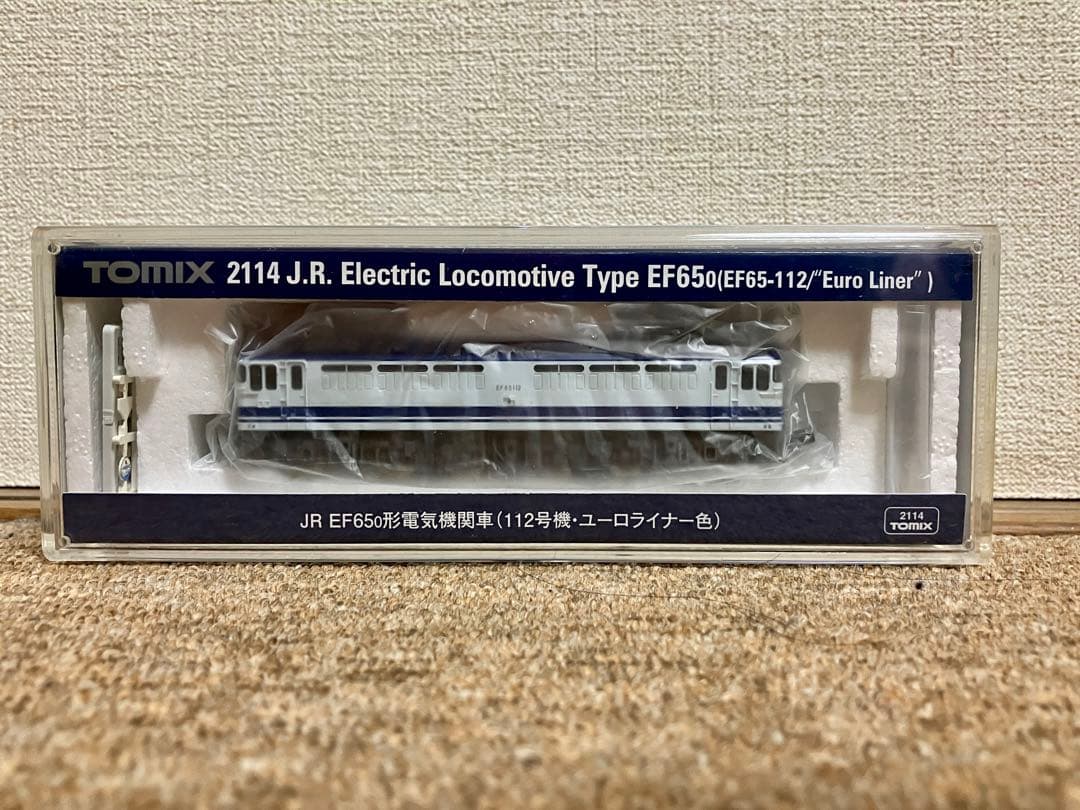 TOMIX 2114 J.R. Electric Locomotive Type EF650(EF65-112/“Euro Liner”)
EF65112
JR EF650形電気機関車(112号機・ユーロライナー色)
2114
TOMIX